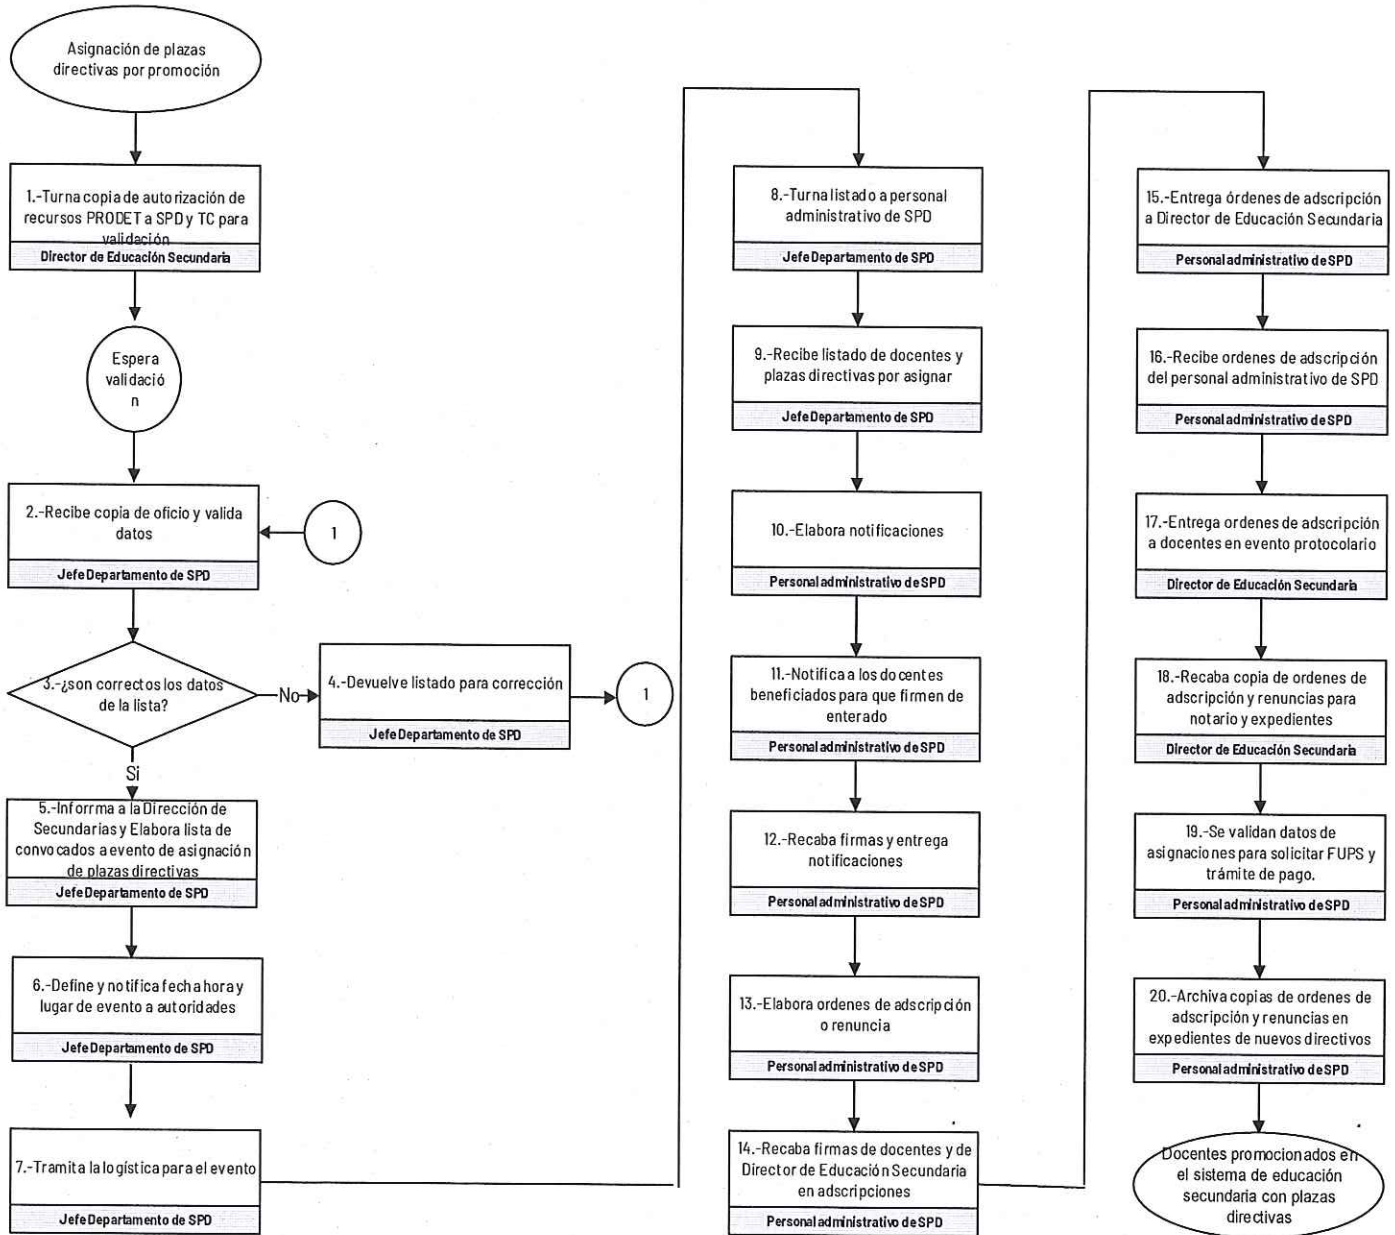 Asignación de plazas
directivas por promoción
1.-Turna copia de autorización de
recursos PRODET a SPD y TC para
validación
Director de Educación Secundaria
Espera
validació
n
2.-Recibe copia de oficio y valida
datos
Jefe Departamento de SPD
1
3.-¿son correctos los datos
de la lista?
No
4.-Devuelve listado para corrección
Jefe Departamento de SPD
1
Si
5.-Inforrma a la Dirección de
Secundarias y Elabora lista de
convocados a evento de asignación
de plazas directivas
Jefe Departamento de SPD
6.-Define y notifica fecha hora y
lugar de evento a autoridades
Jefe Departamento de SPD
7.-Tramita la logística para el evento
Jefe Departamento de SPD
8.-Turna listado a personal
administrativo de SPD
Jefe Departamento de SPD
9.-Recibe listado de docentes y
plazas directivas por asignar
Jefe Departamento de SPD
10.-Elabora notificaciones
Personal administrativo de SPD
11.-Notifica a los docentes
beneficiados para que firmen de
enterado
Personal administrativo de SPD
12.-Recaba firmas y entrega
notificaciones
Personal administrativo de SPD
13.-Elabora ordenes de adscripción
o renuncia
Personal administrativo de SPD
14.-Recaba firmas de docentes y de
Director de Educación Secundaria
en adscripciones
Personal administrativo de SPD
15.-Entrega órdenes de adscripción
a Director de Educación Secundaria
Personal administrativo de SPD
16.-Recibe ordenes de adscripción
del personal administrativo de SPD
Personal administrativo de SPD
17.-Entrega ordenes de adscripción
a docentes en evento protocolario
Director de Educación Secundaria
18.-Recaba copia de ordenes de
adscripción y renuncias para
notario y expedientes
Director de Educación Secundaria
19.-Se validan datos de
asignaciones para solicitar FUPS y
trámite de pago.
Personal administrativo de SPD
20.-Archiva copias de ordenes de
adscripción y renuncias en
expedientes de nuevos directivos
Personal administrativo de SPD
Docentes promocionados en
el sistema de educación
secundaria con plazas
directivas